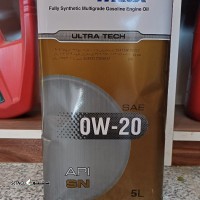 Fully Synthetic Multigrade Gasoline Engine Oil
ULTRA-TECH
SAE
0W-20
API
SN
5L